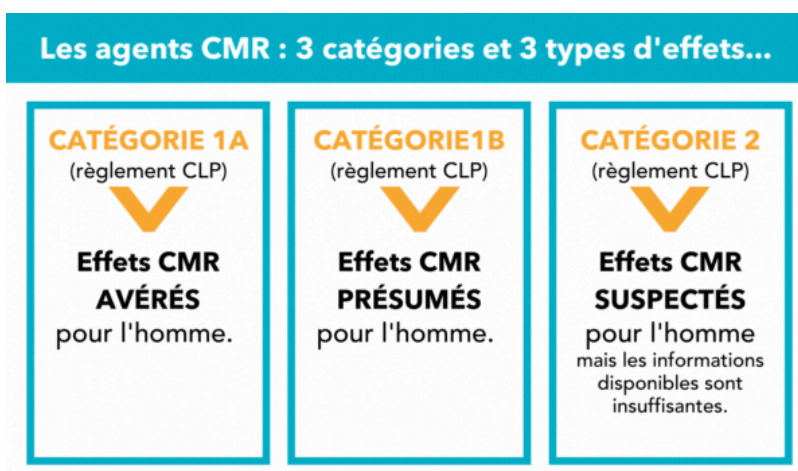 Les agents CMR : 3 catégories et 3 types d'effets...
CATÉGORIE 1A
(règlement CLP)
Effets CMR
AVÉRÉS
pour l'homme.
CATÉGORIE1B
(règlement CLP)
Effets CMR
PRÉSUMÉS
pour l'homme.
CATÉGORIE 2
(règlement CLP)
Effets CMR
SUSPECTÉS
pour l'homme
mais les informations
disponibles sont
insuffisantes.